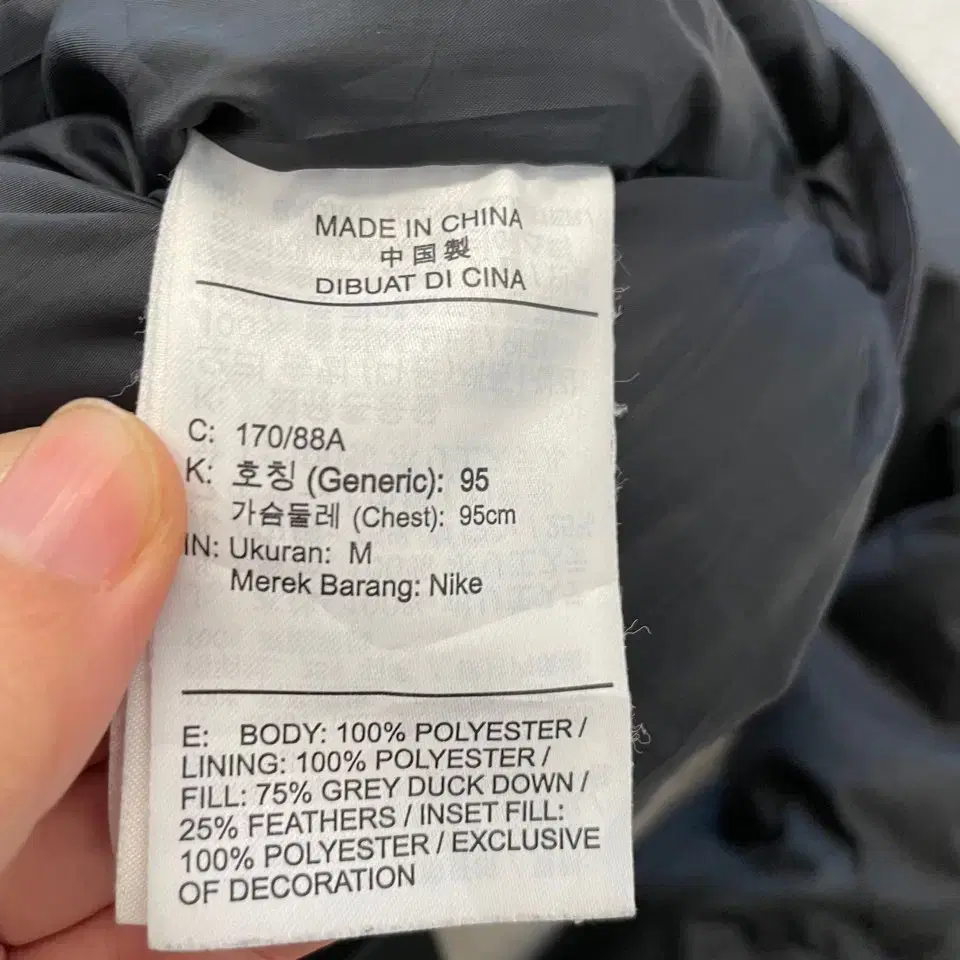 MADE IN CHINA
中国製
DIBUAT DI CINA
C: 170/88A
K: 호칭 (Generic): 95
가슴둘레 (Chest): 95cm
IN: Ukuran: M
Merek Barang: Nike
E: BODY: 100% POLYESTER /
LINING: 100% POLYESTER /
FILL: 75% GREY DUCK DOWN /
25% FEATHERS / INSET FILL:
100% POLYESTER / EXCLUSIVE
OF DECORATION